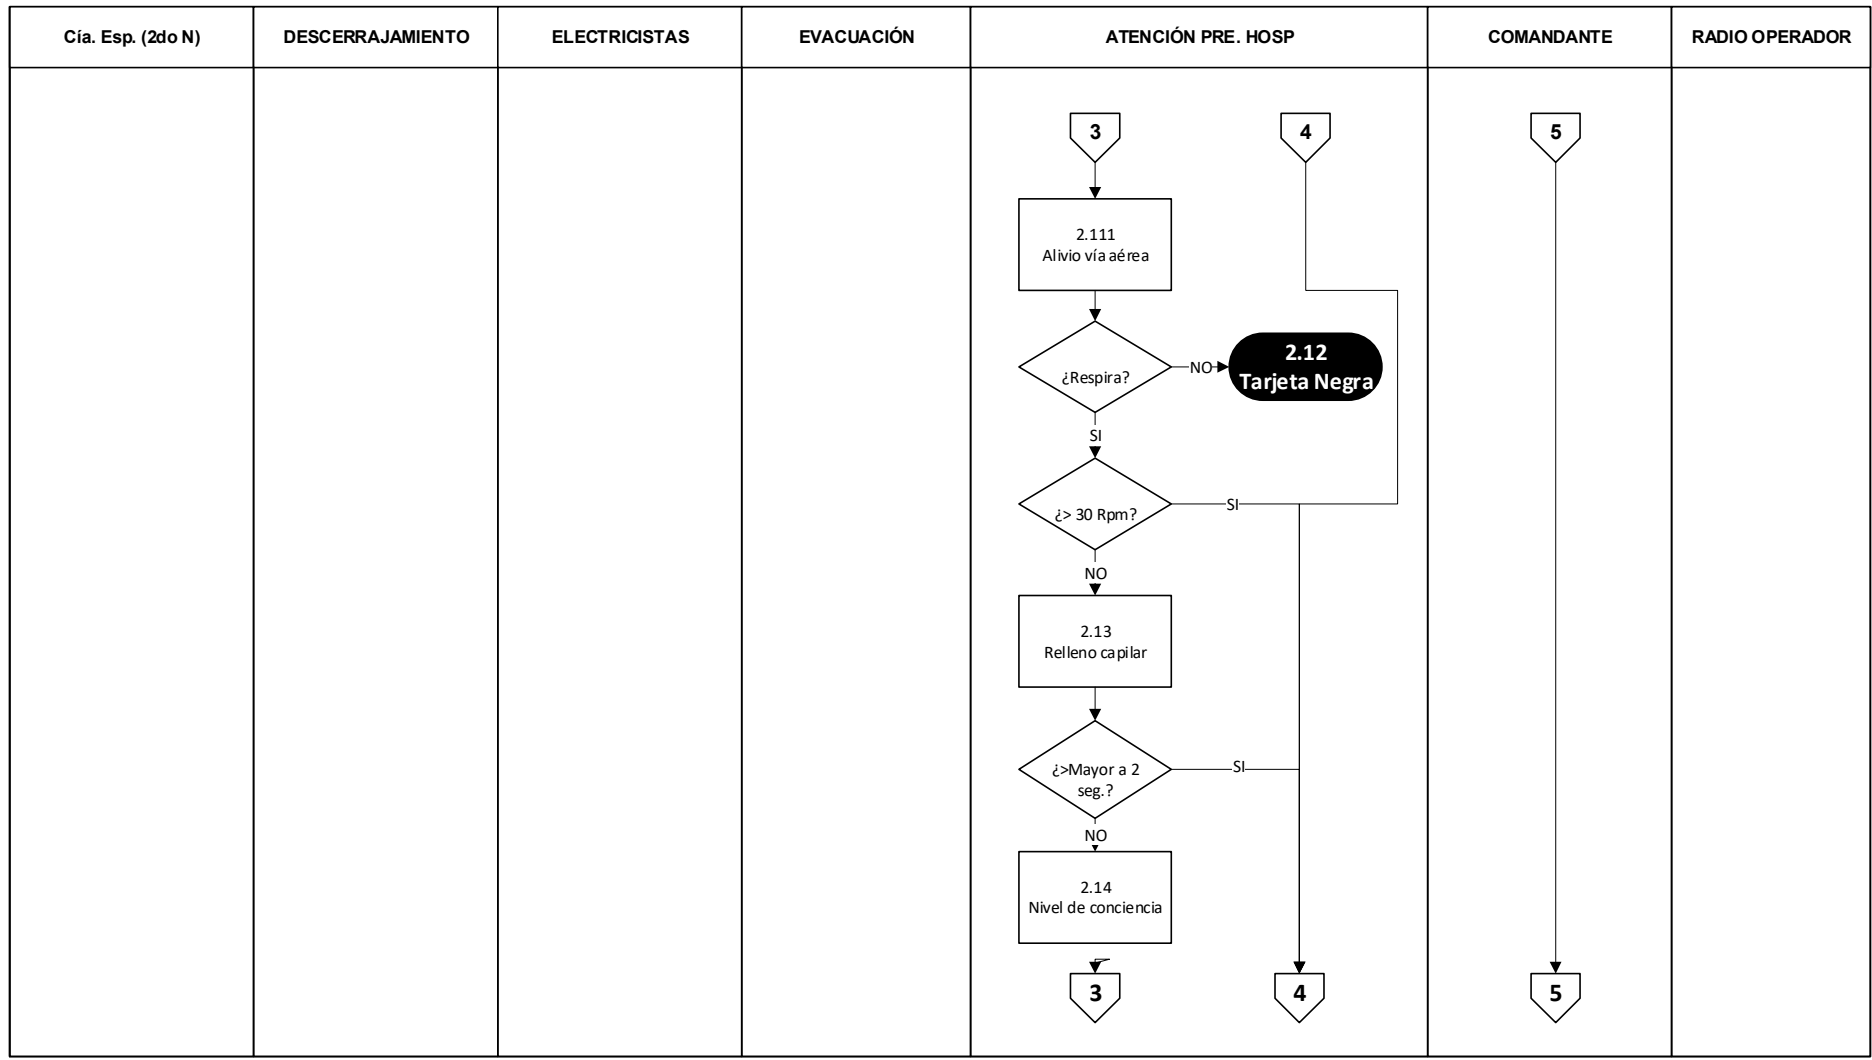 Cía. Esp. (2do N)
DESCERRAJAMIENTO
ELECTRICISTAS
EVACUACIÓN
ATENCIÓN PRE. HOSP
COMANDANTE
RADIO OPERADOR
3
4
5
2.111
Alivio vía aérea
¿Respira?
NO
2.12
Tarjeta Negra
SI
¿> 30 Rpm?
SI
NO
2.13
Relleno capilar
¿>Mayor a 2
seg.?
SI
NO
2.14
Nivel de conciencia
3
4
5